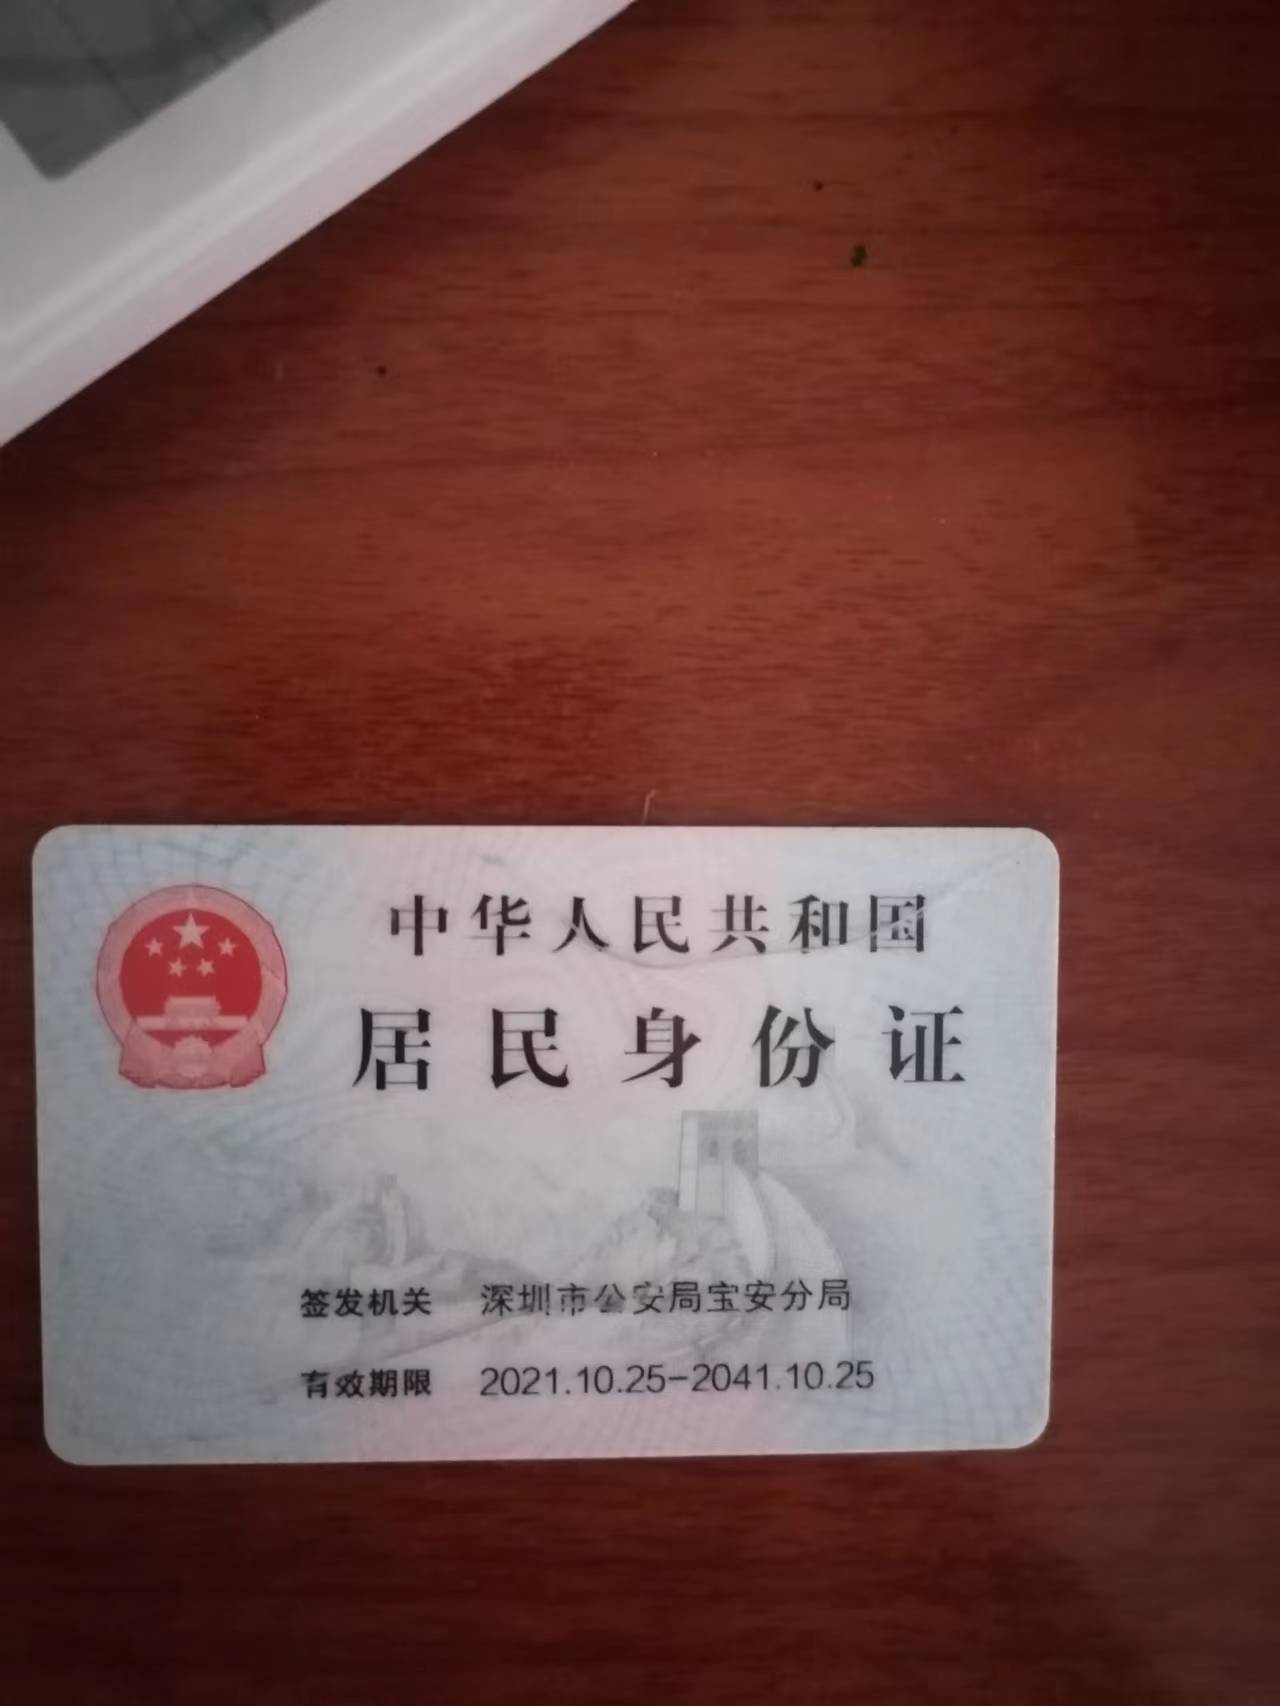 中华人民共和国
居民身份证
签发机关 深圳市公安局宝安分局
有效期限 2021.10.25-2041.10.25